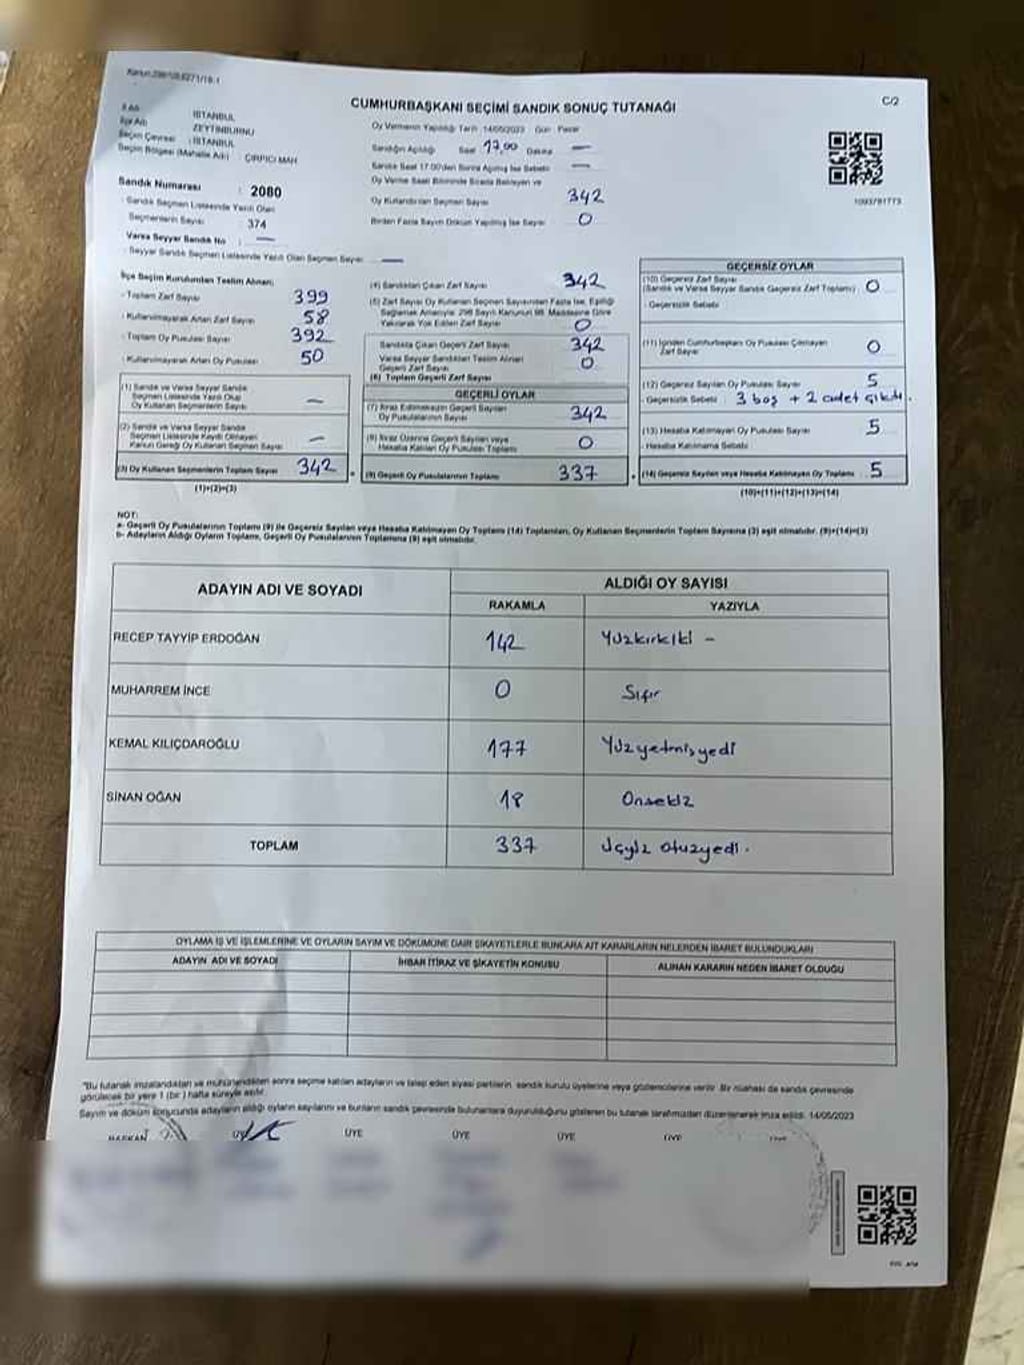 CUMHURBAŞKANI SEÇİMİ SANDIK SONUÇ TUTANAĞI
C/2
İli Adı : İSTANBUL
İlçe Adı : ZEYTİNBURNU
Seçim Çevresi : İSTANBUL
Seçim Bölgesi (Mahalle Adı) : ÇIRPICI MAH
Oy Vermenin Yapıldığı Tarih 14/05/2023 Gün Pazar
Sandığın Açıldığı Saat 17,00 Dakika —
Sandık Saat 17:00'den Sonra Açılmış İse Sebebi —
Oy Verme Saati Bitiminde Sırada Bekleyen ve
Oy Kullandırılan Seçmen Sayısı 342
Birden Fazla Sayım Döküm Yapılmış İse Sayısı 0
1093781773
Sandık Numarası : 2080
- Sandık Seçmen Listesinde Yazılı Olan
Seçmenlerin Sayısı : 374
Varsa Seyyar Sandık No : —
- Seyyar Sandık Seçmen Listesinde Yazılı Olan Seçmen Sayısı —
İlçe Seçim Kurulundan Teslim Alınan;
- Toplam Zarf Sayısı 399
- Kullanılmayarak Artan Zarf Sayısı 58
- Toplam Oy Pusulası Sayısı 392
- Kullanılmayarak Artan Oy Pusulası 50
(1) Sandık ve Varsa Seyyar Sandık
Seçmen Listesinde Yazılı Olup
Oy Kullanan Seçmenlerin Sayısı —
(2) Sandık ve Varsa Seyyar Sandık
Seçmen Listesinde Kaydı Olmayan
Kanun Gereği Oy Kullanan Seçmen Sayısı —
(3) Oy Kullanan Seçmenlerin Toplam Sayısı 342
(1)+(2)=(3)
(4) Sandıktan Çıkan Zarf Sayısı 342
(5) Zarf Sayısı Oy Kullanan Seçmen Sayısından Fazla İse, Eşitliği
Sağlamak Amacıyla; 298 Sayılı Kanunun 98. Maddesine Göre
Yakılarak Yok Edilen Zarf Sayısı 0
Sandıkta Çıkan Geçerli Zarf 342
Varsa Seyyar Sandıktan Teslim Alınan
Geçerli Zarf Sayısı 0
(6) Toplam Geçerli Zarf Sayısı
GEÇERLİ OYLAR
(7) İtiraz Edilmeksizin Geçerli Sayılan
Oy Pusulalarının Sayısı 342
(8) İtiraz Üzerine Geçerli Sayılan veya
Hesaba Katılan Oy Pusulası Toplamı 0
(9) Geçerli Oy Pusulalarının Toplamı 337
GEÇERSİZ OYLAR
(10) Geçersiz Zarf Sayısı
(Sandık ve Varsa Seyyar Sandık Geçersiz Zarf Toplamı) 0
- Geçersizlik Sebebi
(11) İçinden Cumhurbaşkanı Oy Pusulası Çıkmayan
Zarf Sayısı 0
(12) Geçersiz Sayılan Oy Pusulası Sayısı 5
- Geçersizlik Sebebi : 3 boş + 2 adet çıktı.
(13) Hesaba Katılmayan Oy Pusulası Sayısı 5
- Hesaba Katılmama Sebebi
(14) Geçersiz Sayılan veya Hesaba Katılmayan Oy Toplamı 5
(10)+(11)+(12)+(13)=(14)
NOT:
a- Geçerli Oy Pusulalarının Toplamı (9) ile Geçersiz Sayılan veya Hesaba Katılmayan Oy Toplamı (14) Toplamları, Oy Kullanan Seçmenlerin Toplam Sayısına (3) eşit olmalıdır. (9)+(14)=(3)
b- Adayların Aldığı Oyların Toplamı, Geçerli Oy Pusulalarının Toplamına (9) eşit olmalıdır.
ADAYIN ADI VE SOYADI
ALDIĞI OY SAYISI
RAKAMLA YAZIYLA
RECEP TAYYİP ERDOĞAN 142 Yüzkırkiki –
MUHARREM İNCE 0 Sıfır
KEMAL KILIÇDAROĞLU 177 Yüzyetmişyedi
SİNAN OĞAN 18 Onsekiz
TOPLAM 337 Üçyüz otuzyedi.
OYLAMA İŞ VE İŞLEMLERİNE VE OYLARIN SAYIM VE DÖKÜMÜNE DAİR ŞİKAYETLERLE BUNLARA AİT KARARLARIN NELERDEN İBARET BULUNDUKLARI
ADAYIN ADI VE SOYADI İHBAR İTİRAZ VE ŞİKAYETİN KONUSU ALINAN KARARIN NEDEN İBARET OLDUĞU
"Bu tutanak imzalandıktan ve mühürlendikten sonra seçime katılan adayların ve talep eden siyasi partilerin, sandık kurulu üyelerine veya gözlemcilerine verilir. Bir nüshası da sandık çevresinde
görülecek bir yere 1 (bir) hafta süreyle asılır.
Sayım ve döküm sonucunda adayların aldığı oyların sayılarını ve bunların sandık çevresinde bulunanlara duyurulduğunu gösteren bu tutanak tarafımızdan düzenlenerek imza edildi. 14/05/2023
BAŞKAN ÜYE ÜYE ÜYE ÜYE ÜYE